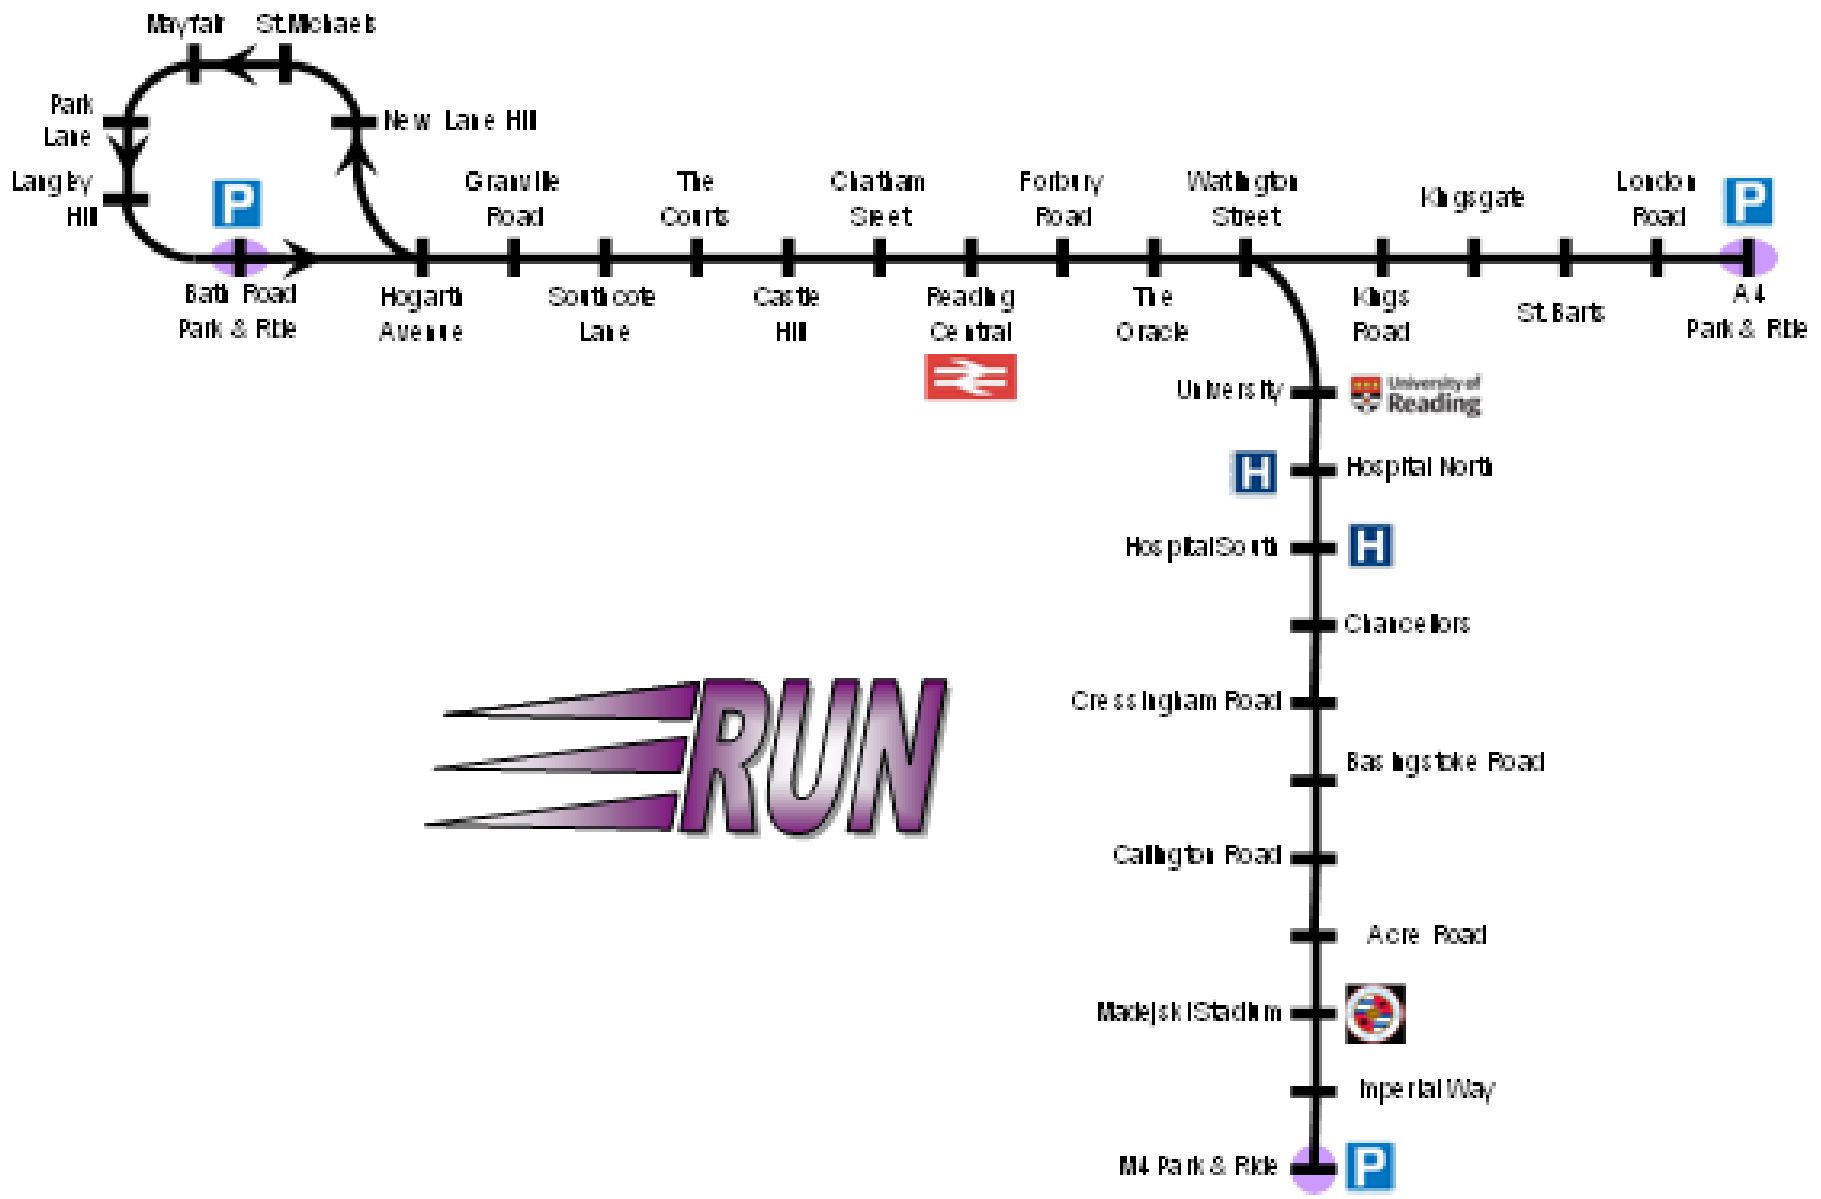 Mayfair
St.Michaels
Park
Lane
New Lane Hill
Langley
Hill
P
Granville
Road
The
Courts
Chatham
Sreet
Forbury
Road
Watlington
Street
Kingsgate
London
Road
P
Bath Road
Park & Ride
Hogarth
Avenue
Southcote
Lane
Castle
Hill
Reading
Central
The
Oracle
Kings
Road
St.Barts
A4
Park & Ride
University
University of
Reading
H
Hospital North
Hospital South
H
Chancellors
Cressingham Road
Basingstoke Road
RUN
Callington Road
Acre Road
Madejski Stadium
Imperial Way
M4 Park & Ride
P